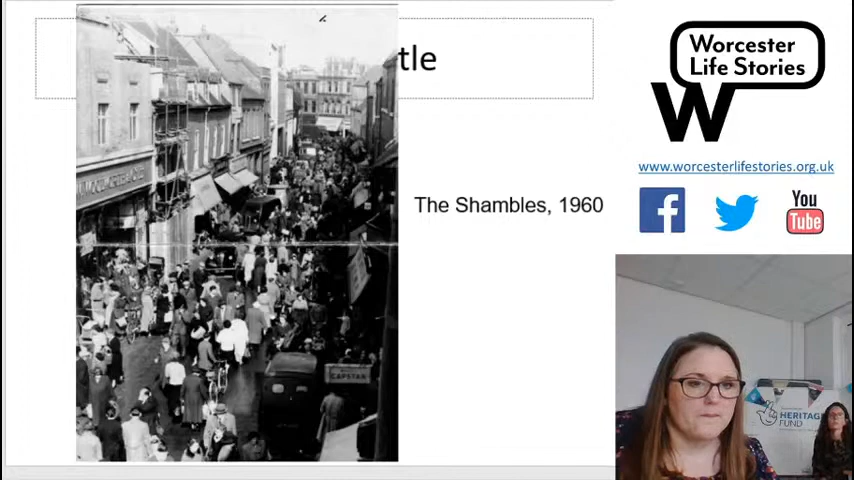 tle
The Shambles, 1960
CAPSTAN
Worcester
Life Stories
W
www.worcesterlifestories.org.uk
f
You
Tube
HERITAGE
FUND